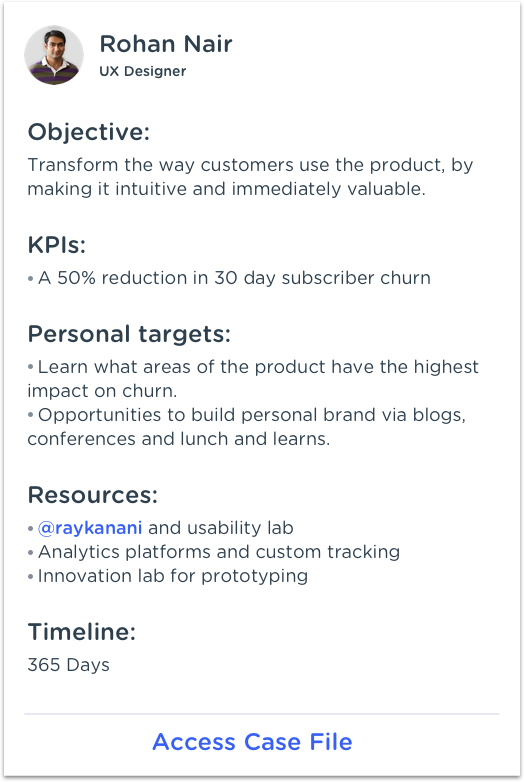 Rohan Nair
UX Designer
Objective:
Transform the way customers use the product, by
making it intuitive and immediately valuable.
KPIs:
• A 50% reduction in 30 day subscriber churn
Personal targets:
• Learn what areas of the product have the highest
impact on churn.
• Opportunities to build personal brand via blogs,
conferences and lunch and learns.
Resources:
• @raykanani and usability lab
• Analytics platforms and custom tracking
• Innovation lab for prototyping
Timeline:
365 Days
Access Case File